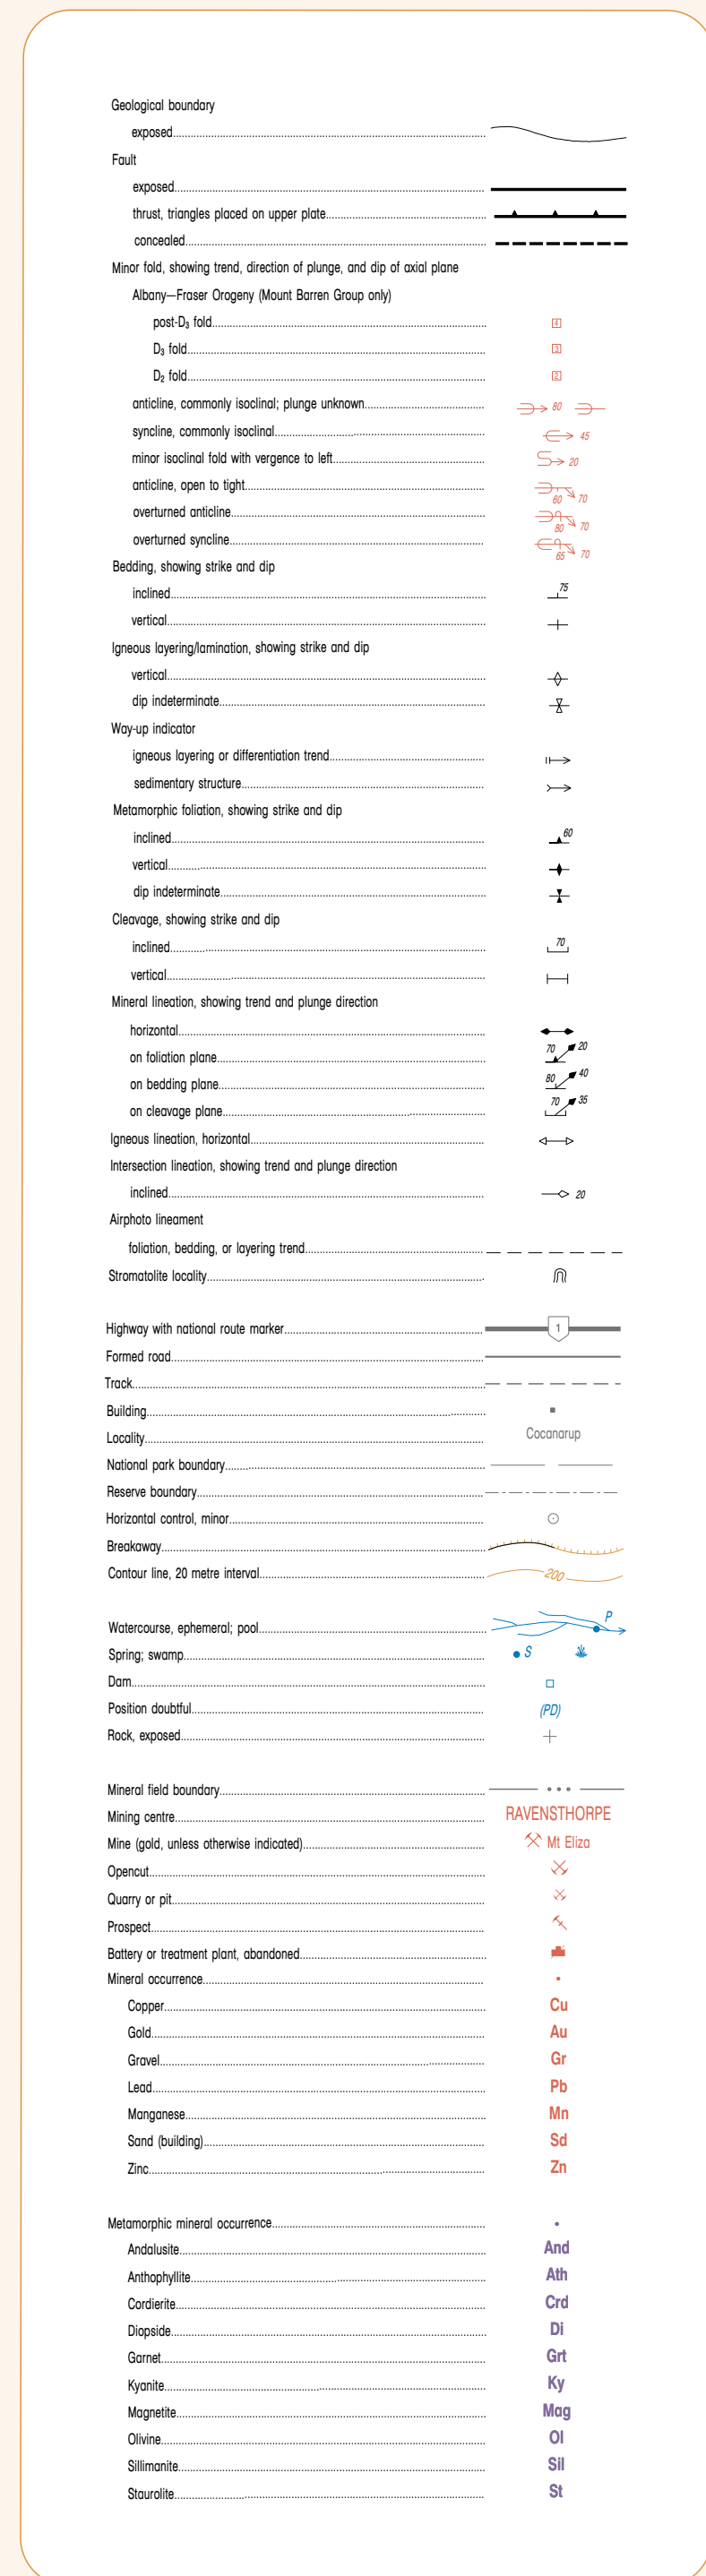 Geological boundary
exposed
Fault
exposed
thrust, triangles placed on upper plate
concealed
Minor fold, showing trend, direction of plunge, and dip of axial plane
Albany—Fraser Orogeny (Mount Barren Group only)
post-D₃ fold 4
D₃ fold 3
D₂ fold 2
anticline, commonly isoclinal; plunge unknown 80
syncline, commonly isoclinal 45
minor isoclinal fold with vergence to left 20
anticline, open to tight 60 70
overturned anticline 80 70
overturned syncline 65 70
Bedding, showing strike and dip
inclined 75
vertical
Igneous layering/lamination, showing strike and dip
vertical
dip indeterminate
Way-up indicator
igneous layering or differentiation trend
sedimentary structure
Metamorphic foliation, showing strike and dip
inclined 60
vertical
dip indeterminate
Cleavage, showing strike and dip
inclined 70
vertical
Mineral lineation, showing trend and plunge direction
horizontal
on foliation plane 70 20
on bedding plane 80 40
on cleavage plane 70 35
Igneous lineation, horizontal
Intersection lineation, showing trend and plunge direction
inclined 20
Airphoto lineament
foliation, bedding, or layering trend
Stromatolite locality
Highway with national route marker 1
Formed road
Track
Building
Locality Cocanarup
National park boundary
Reserve boundary
Horizontal control, minor
Breakaway
Contour line, 20 metre interval 200
Watercourse, ephemeral; pool P
Spring; swamp S
Dam
Position doubtful (PD)
Rock, exposed
Mineral field boundary
Mining centre RAVENSTHORPE
Mine (gold, unless otherwise indicated) Mt Eliza
Opencut
Quarry or pit
Prospect
Battery or treatment plant, abandoned
Mineral occurrence
Copper Cu
Gold Au
Gravel Gr
Lead Pb
Manganese Mn
Sand (building) Sd
Zinc Zn
Metamorphic mineral occurrence
Andalusite And
Anthophyllite Ath
Cordierite Crd
Diopside Di
Garnet Grt
Kyanite Ky
Magnetite Mag
Olivine Ol
Sillimanite Sil
Staurolite St